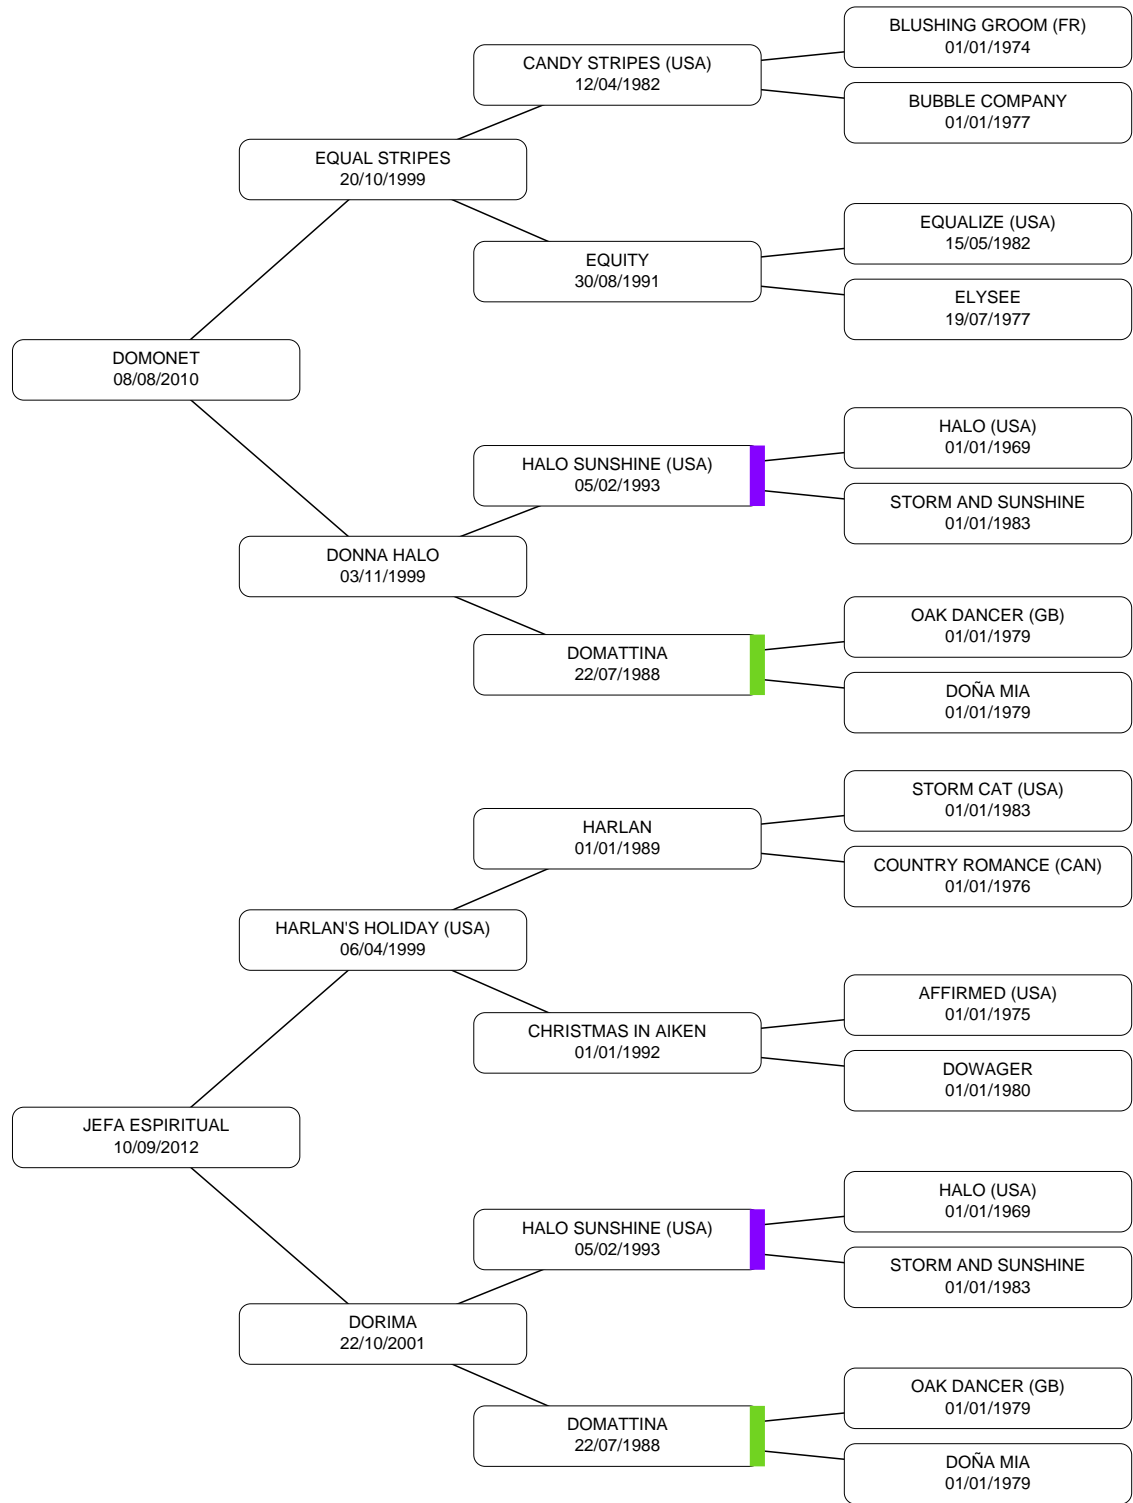 BLUSHING GROOM (FR)
01/01/1974
CANDY STRIPES (USA)
12/04/1982
BUBBLE COMPANY
01/01/1977
EQUAL STRIPES
20/10/1999
EQUALIZE (USA)
15/05/1982
EQUITY
30/08/1991
ELYSEE
19/07/1977
DOMONET
08/08/2010
HALO (USA)
01/01/1969
HALO SUNSHINE (USA)
05/02/1993
STORM AND SUNSHINE
01/01/1983
DONNA HALO
03/11/1999
OAK DANCER (GB)
01/01/1979
DOMATTINA
22/07/1988
DOÑA MIA
01/01/1979
STORM CAT (USA)
01/01/1983
HARLAN
01/01/1989
COUNTRY ROMANCE (CAN)
01/01/1976
HARLAN'S HOLIDAY (USA)
06/04/1999
AFFIRMED (USA)
01/01/1975
CHRISTMAS IN AIKEN
01/01/1992
DOWAGER
01/01/1980
JEFA ESPIRITUAL
10/09/2012
HALO (USA)
01/01/1969
HALO SUNSHINE (USA)
05/02/1993
STORM AND SUNSHINE
01/01/1983
DORIMA
22/10/2001
OAK DANCER (GB)
01/01/1979
DOMATTINA
22/07/1988
DOÑA MIA
01/01/1979